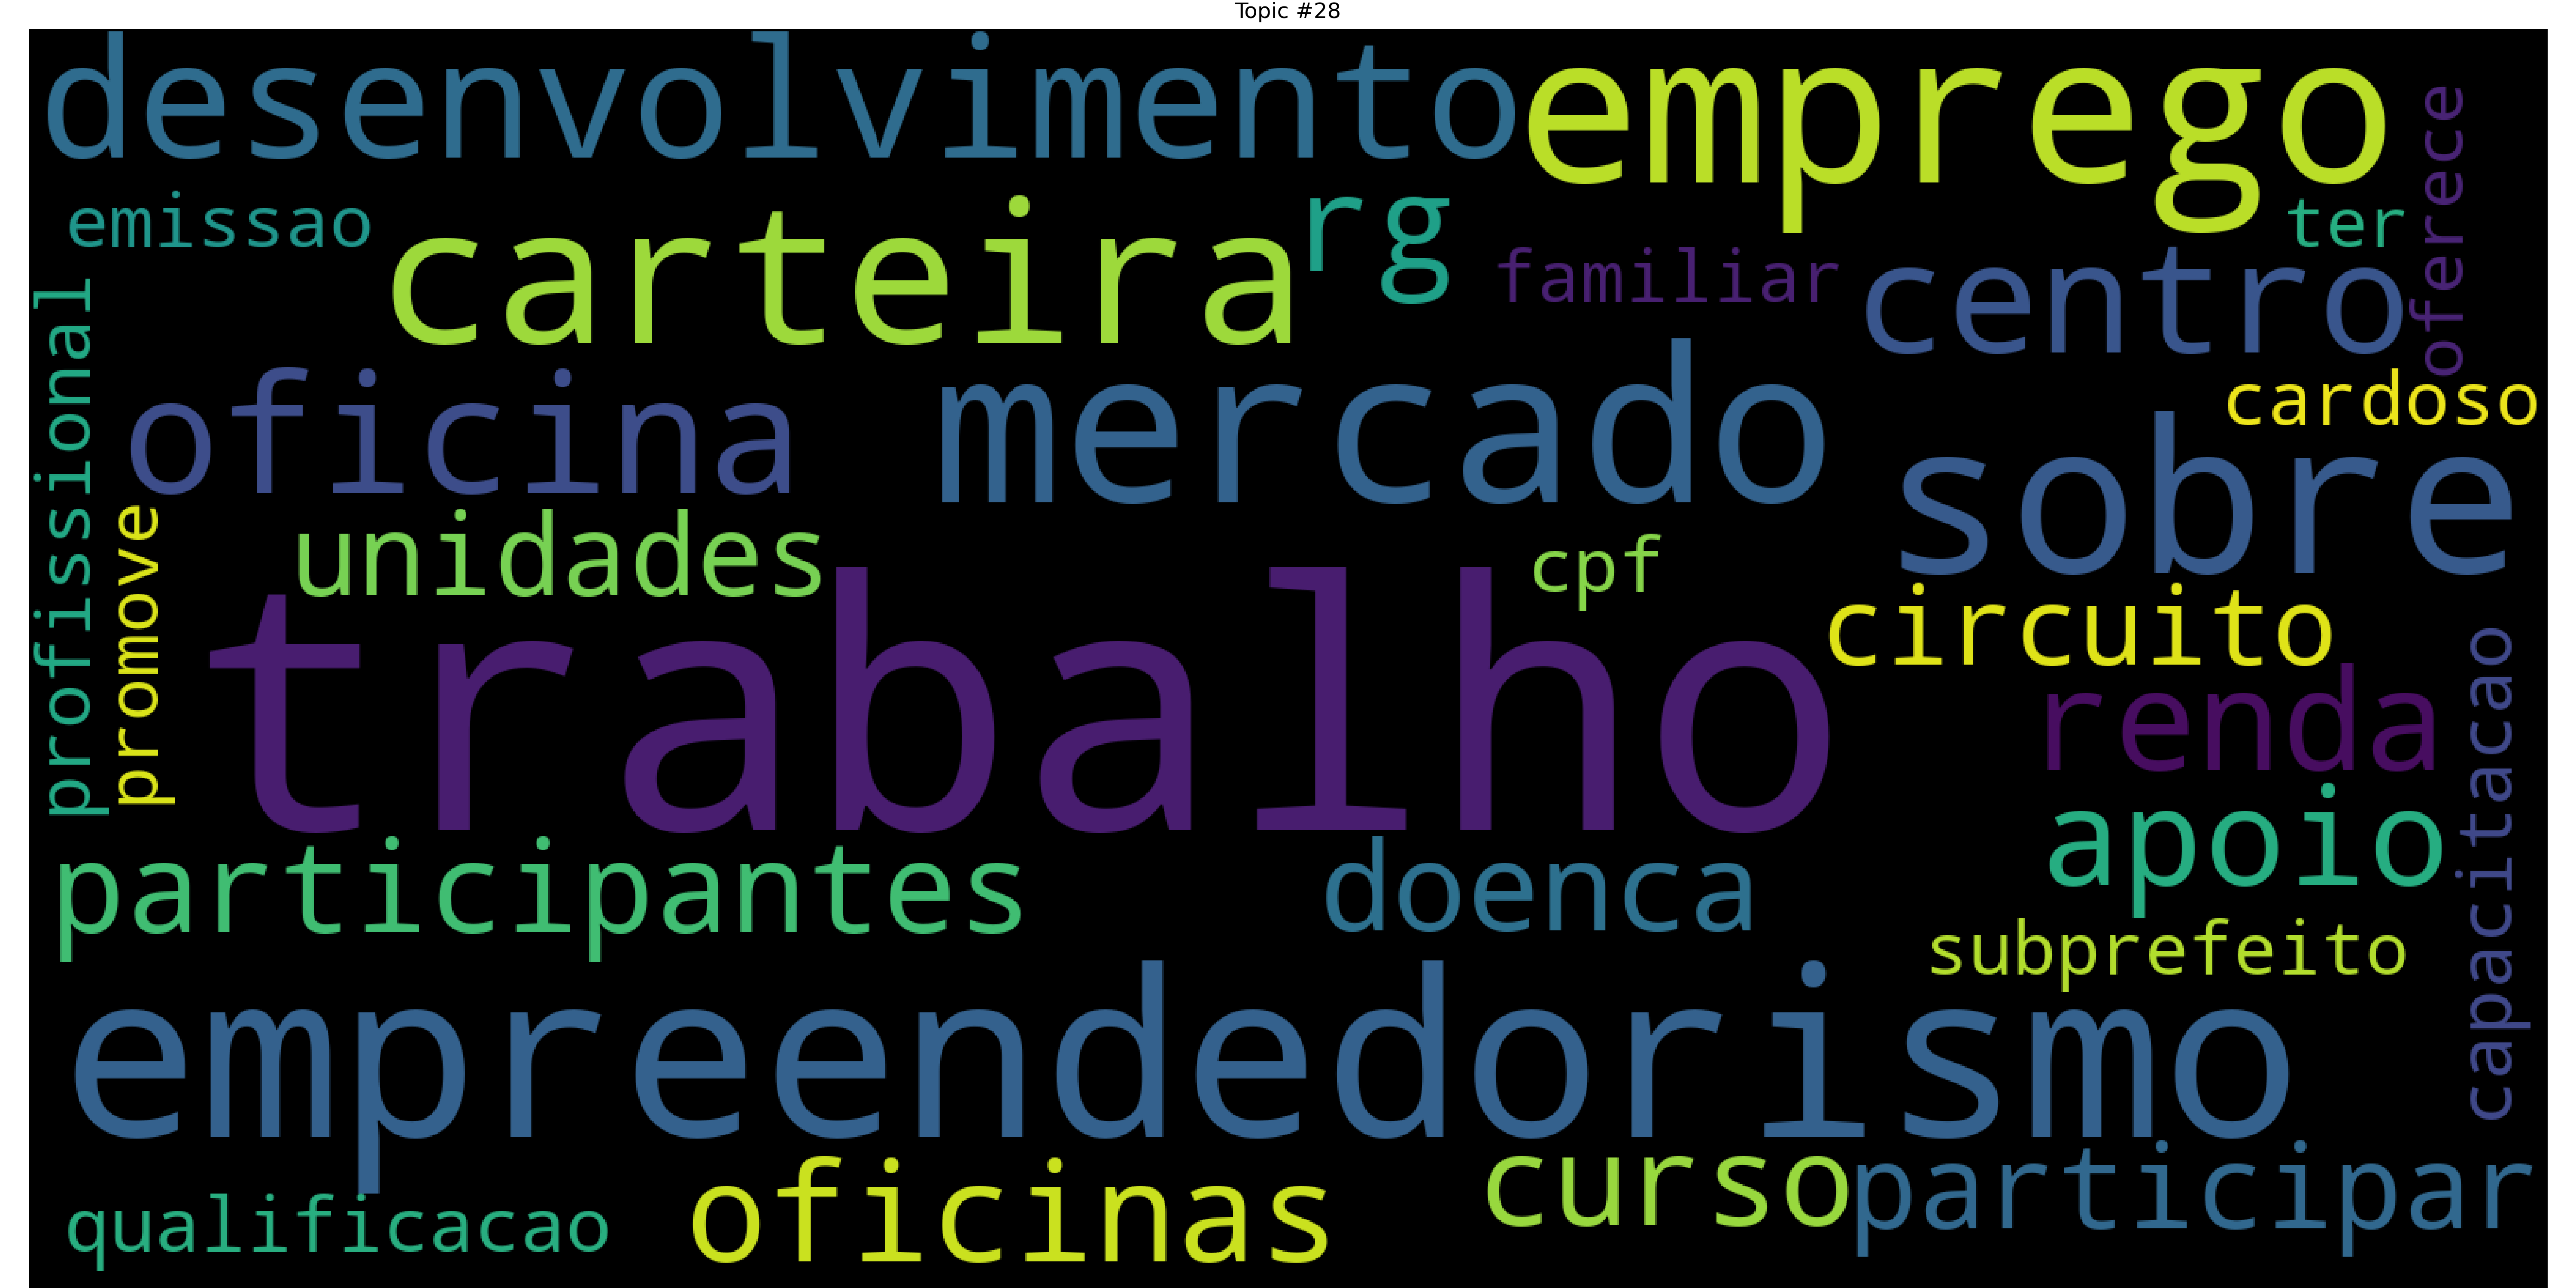 Topic #28
desenvolvimento
emprego
oferece
emissao
carteira
rg
familiar
centro
ter
profissional
oficina
mercado
cardoso
sobre
promove
unidades
cpf
trabalho
circuito
renda
capacitacao
participantes
doenca
apoio
subprefeito
empreendedorismo
qualificacao
oficinas
curso
participar